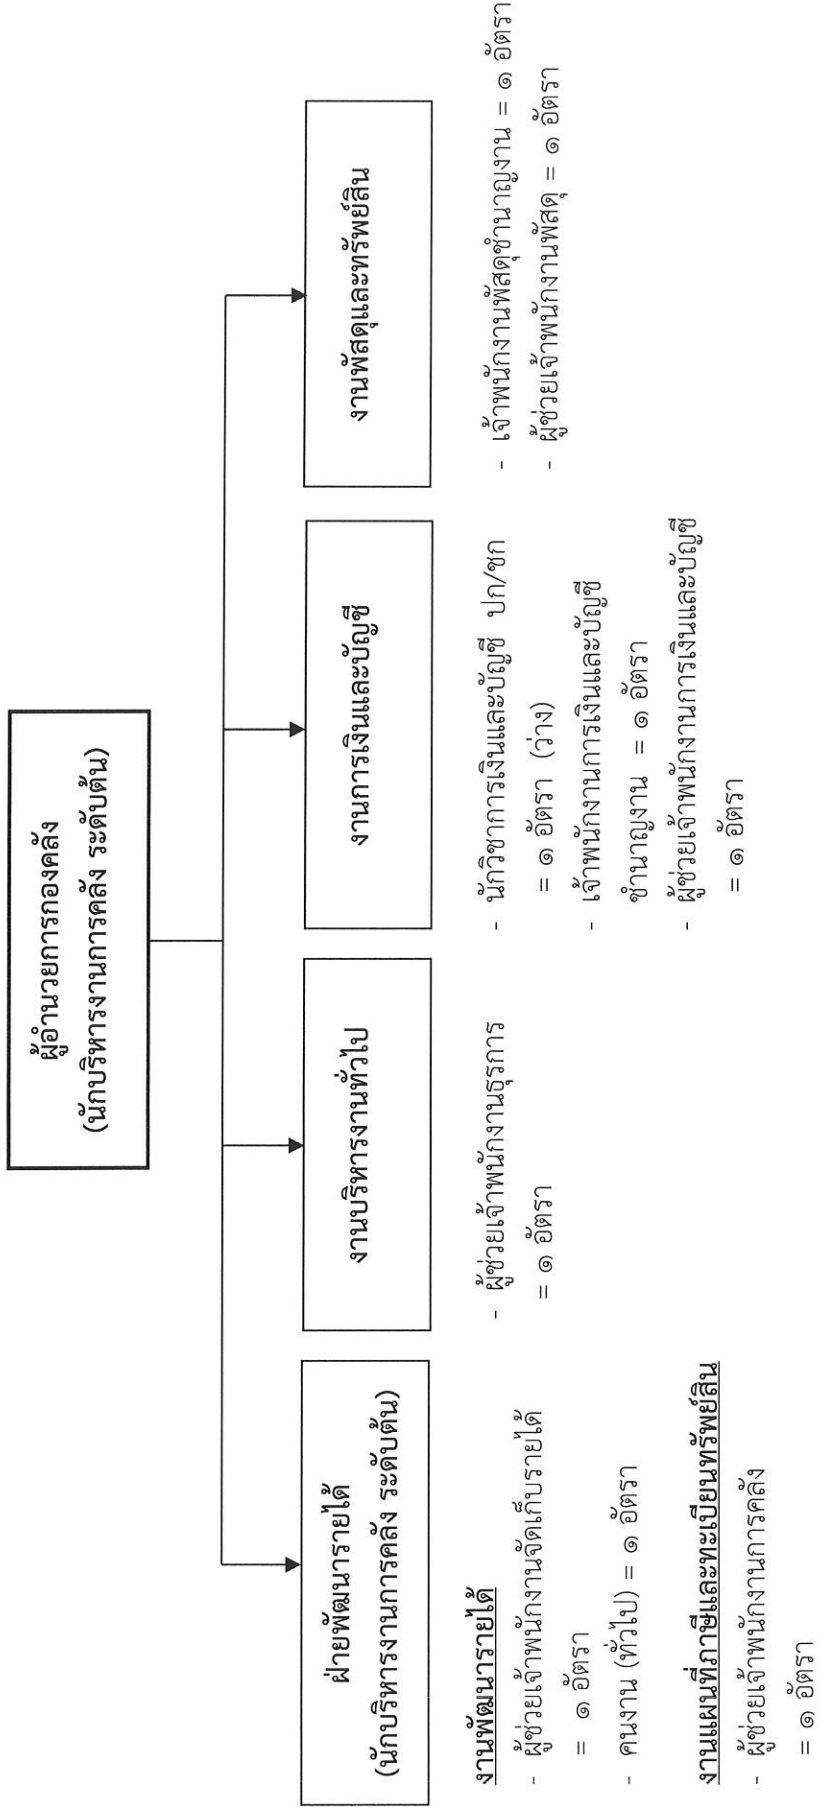 ผู้อำนวยการกองคลัง
(นักบริหารงานการคลัง ระดับต้น)
ฝ่ายพัฒนารายได้
(นักบริหารงานการคลัง ระดับต้น)
งานพัฒนารายได้
- ผู้ช่วยเจ้าพนักงานจัดเก็บรายได้
= ๑ อัตรา
- คนงาน (ทั่วไป) = ๑ อัตรา
งานแผนที่ภาษีและทะเบียนทรัพย์สิน
- ผู้ช่วยเจ้าพนักงานการคลัง
= ๑ อัตรา
งานบริหารงานทั่วไป
- ผู้ช่วยเจ้าพนักงานธุรการ
= ๑ อัตรา
งานการเงินและบัญชี
- นักวิชาการเงินและบัญชี ปก/ชก
= ๑ อัตรา (ว่าง)
- เจ้าพนักงานการเงินและบัญชี
ชำนาญงาน = ๑ อัตรา
- ผู้ช่วยเจ้าพนักงานการเงินและบัญชี
= ๑ อัตรา
งานพัสดุและทรัพย์สิน
- เจ้าพนักงานพัสดุชำนาญงาน = ๑ อัตรา
- ผู้ช่วยเจ้าพนักงานพัสดุ = ๑ อัตรา